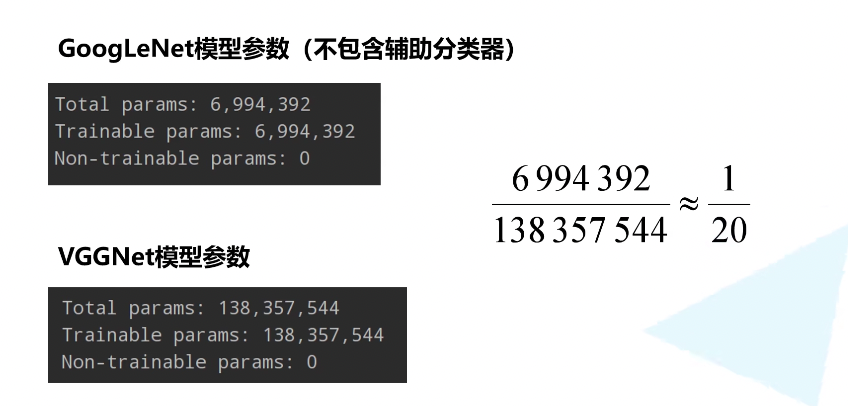 GoogLeNet模型参数（不包含辅助分类器）
Total params: 6,994,392
Trainable params: 6,994,392
Non-trainable params: 0
6 994 392
138 357 544
≈
1
20
VGGNet模型参数
Total params: 138,357,544
Trainable params: 138,357,544
Non-trainable params: 0